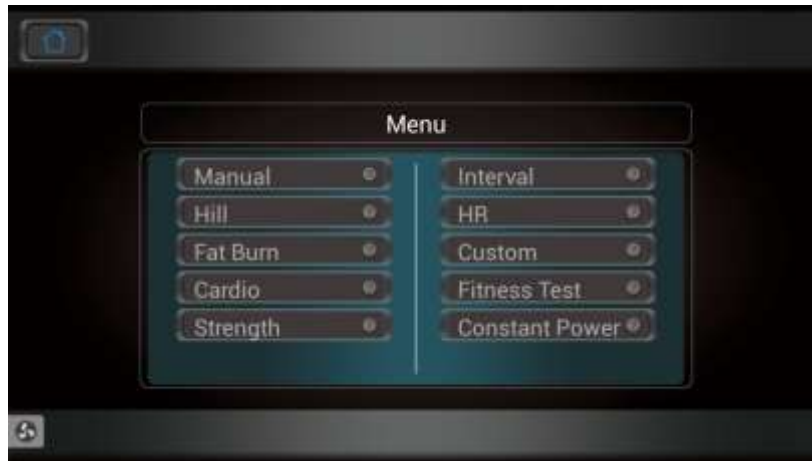 Menu
Manual
Hill
Fat Burn
Cardio
Strength
Interval
HR
Custom
Fitness Test
Constant Power